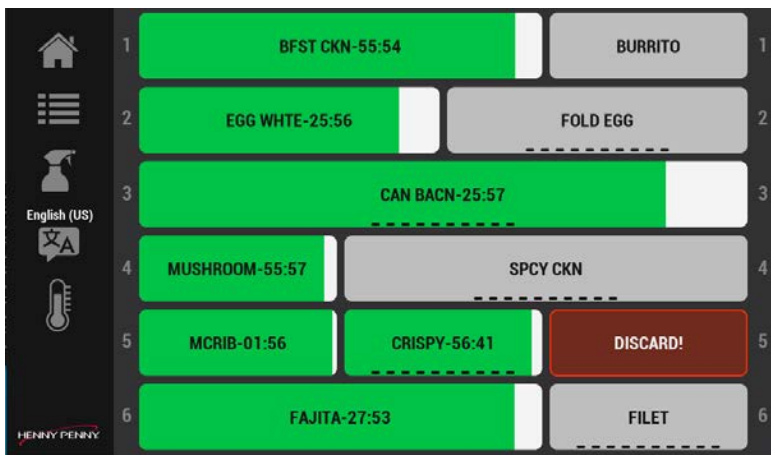 1 BFST CKN-55:54 BURRITO 1
2 EGG WHTE-25:56 FOLD EGG 2
3 CAN BACN-25:57 3
English (US)
文A
4 MUSHROOM-55:57 SPCY CKN 4
5 MCRIB-01:56 CRISPY-56:41 DISCARD! 5
6 FAJITA-27:53 FILET 6
HENNY PENNY